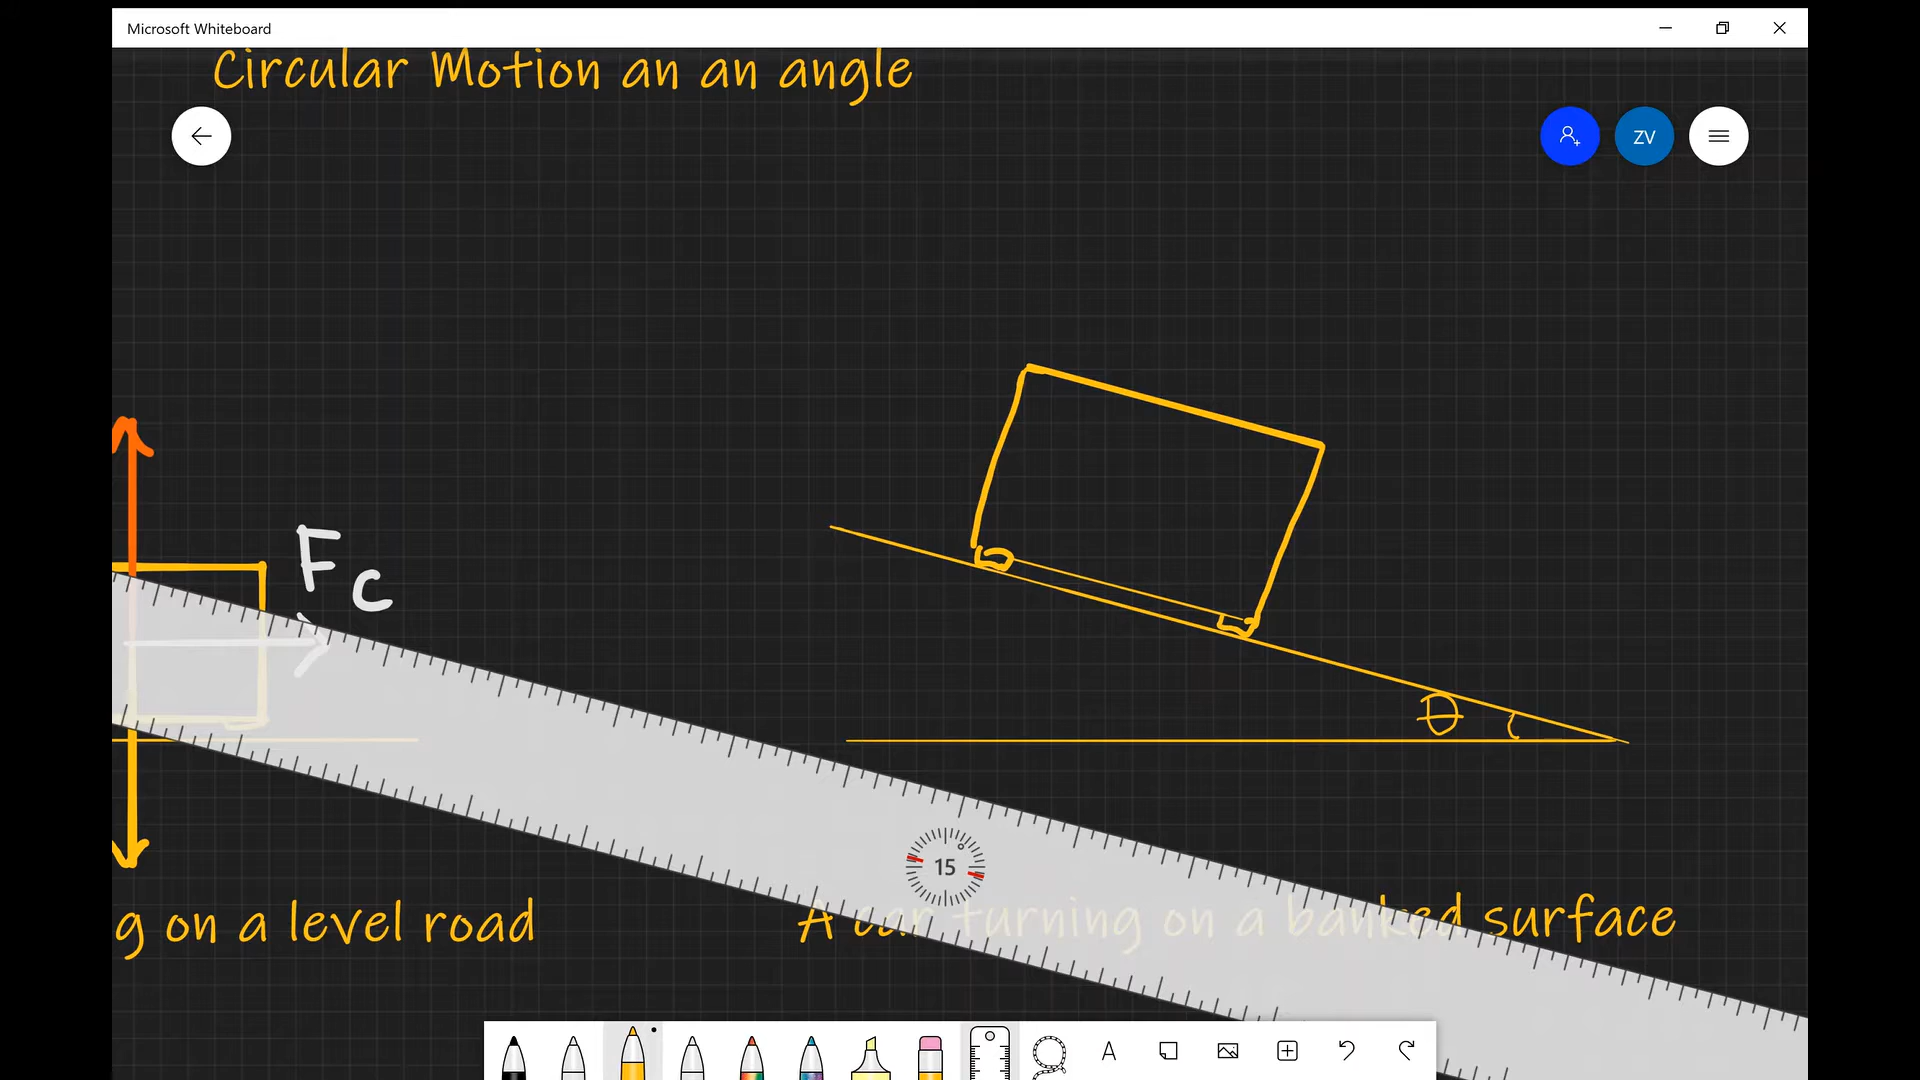 Microsoft Whiteboard
Circular Motion an an angle
ZV
Fc
θ
15°
g on a level road
A car turning on a banked surface
A